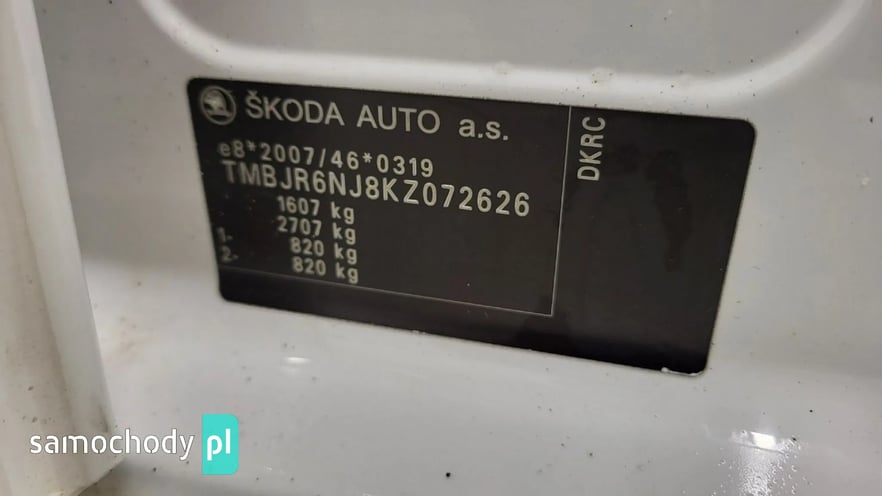 ŠKODA AUTO a.s.
e8*2007/46*0319
TMBJR6NJ8KZ072626
1607 kg
2707 kg
1- 820 kg
2- 820 kg
DKRC
samochody pl